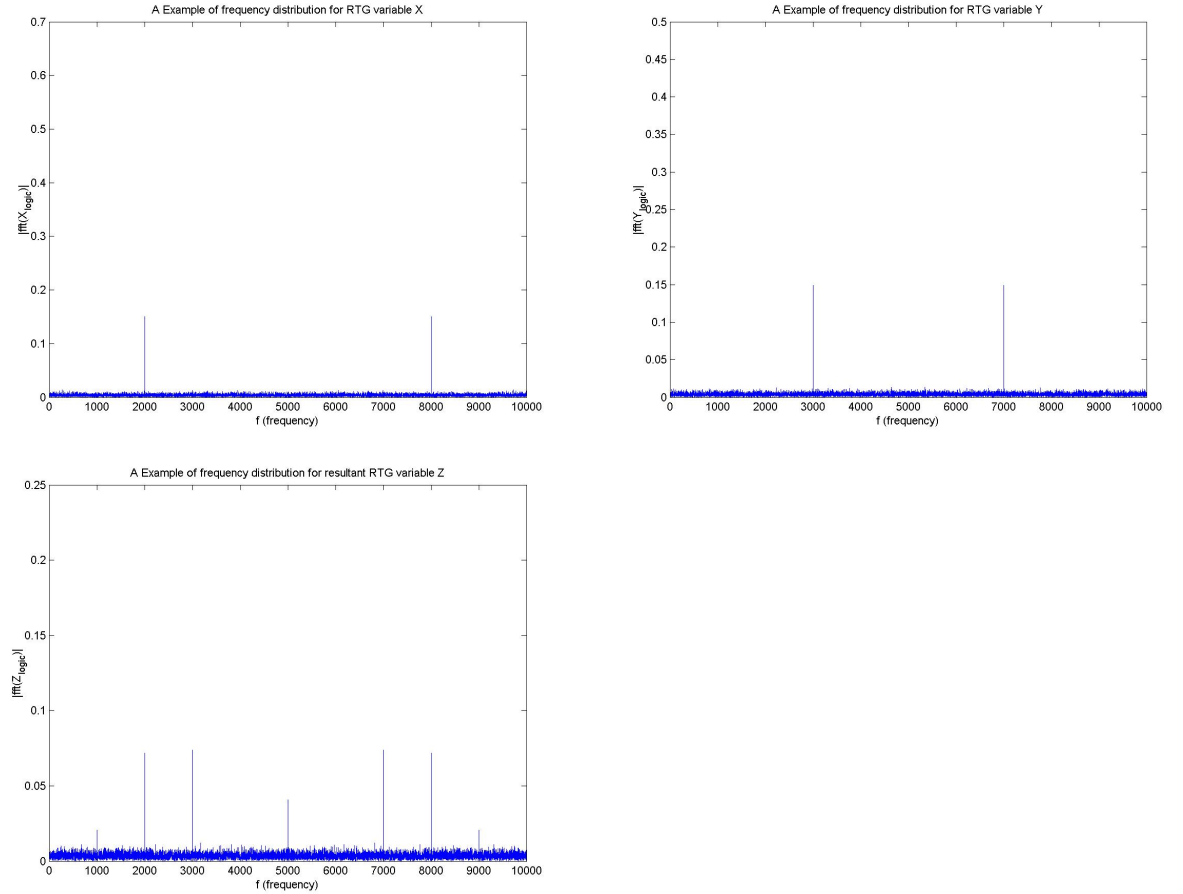 A Example of frequency distribution for RTG variable X
0.7
0.6
0.5
0.4
0.3
0.2
0.1
0
|fft(X_logic)|
0 1000 2000 3000 4000 5000 6000 7000 8000 9000 10000
f (frequency)
A Example of frequency distribution for RTG variable Y
0.5
0.45
0.4
0.35
0.3
0.25
0.2
0.15
0.1
0.05
0
|fft(Y_logic)|
0 1000 2000 3000 4000 5000 6000 7000 8000 9000 10000
f (frequency)
A Example of frequency distribution for resultant RTG variable Z
0.25
0.2
0.15
0.1
0.05
0
|fft(Z_logic)|
0 1000 2000 3000 4000 5000 6000 7000 8000 9000 10000
f (frequency)